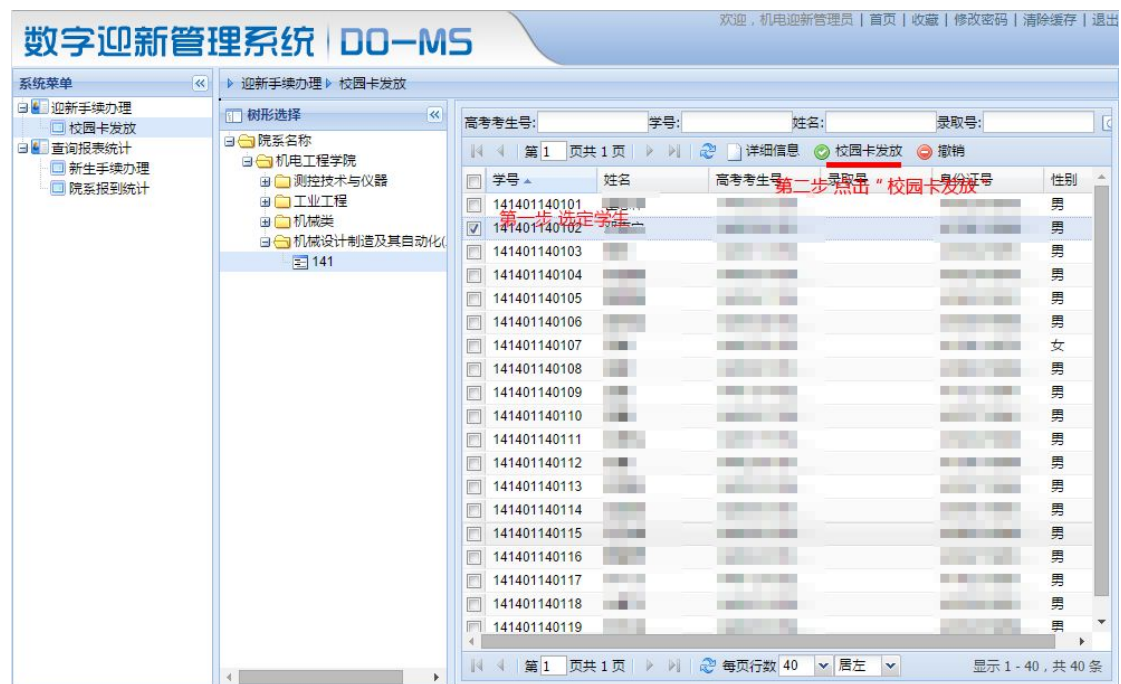 欢迎，机电迎新管理员 | 首页 | 收藏 | 修改密码 | 清除缓存 | 退出
数字迎新管理系统 DO-MS
系统菜单
迎新手续办理
校园卡发放
查询报表统计
新生手续办理
院系报到统计
迎新手续办理 校园卡发放
树形选择
院系名称
机电工程学院
测控技术与仪器
工业工程
机械类
机械设计制造及其自动化(
141
高考考生号: 学号: 姓名: 录取号:
第 1 页共 1 页 详细信息 校园卡发放 撤销
学号 姓名 高考考生号 录取号 身份证号 性别
第二步 点击 " 校园卡发放
141401140101 男
第一步 选定学生
141401140102 男
141401140103 男
141401140104 男
141401140105 男
141401140106 男
141401140107 女
141401140108 男
141401140109 男
141401140110 男
141401140111 男
141401140112 男
141401140113 男
141401140114 男
141401140115 男
141401140116 男
141401140117 男
141401140118 男
141401140119 男
第 1 页共 1 页 每页行数 40 居左 显示 1 - 40，共 40 条